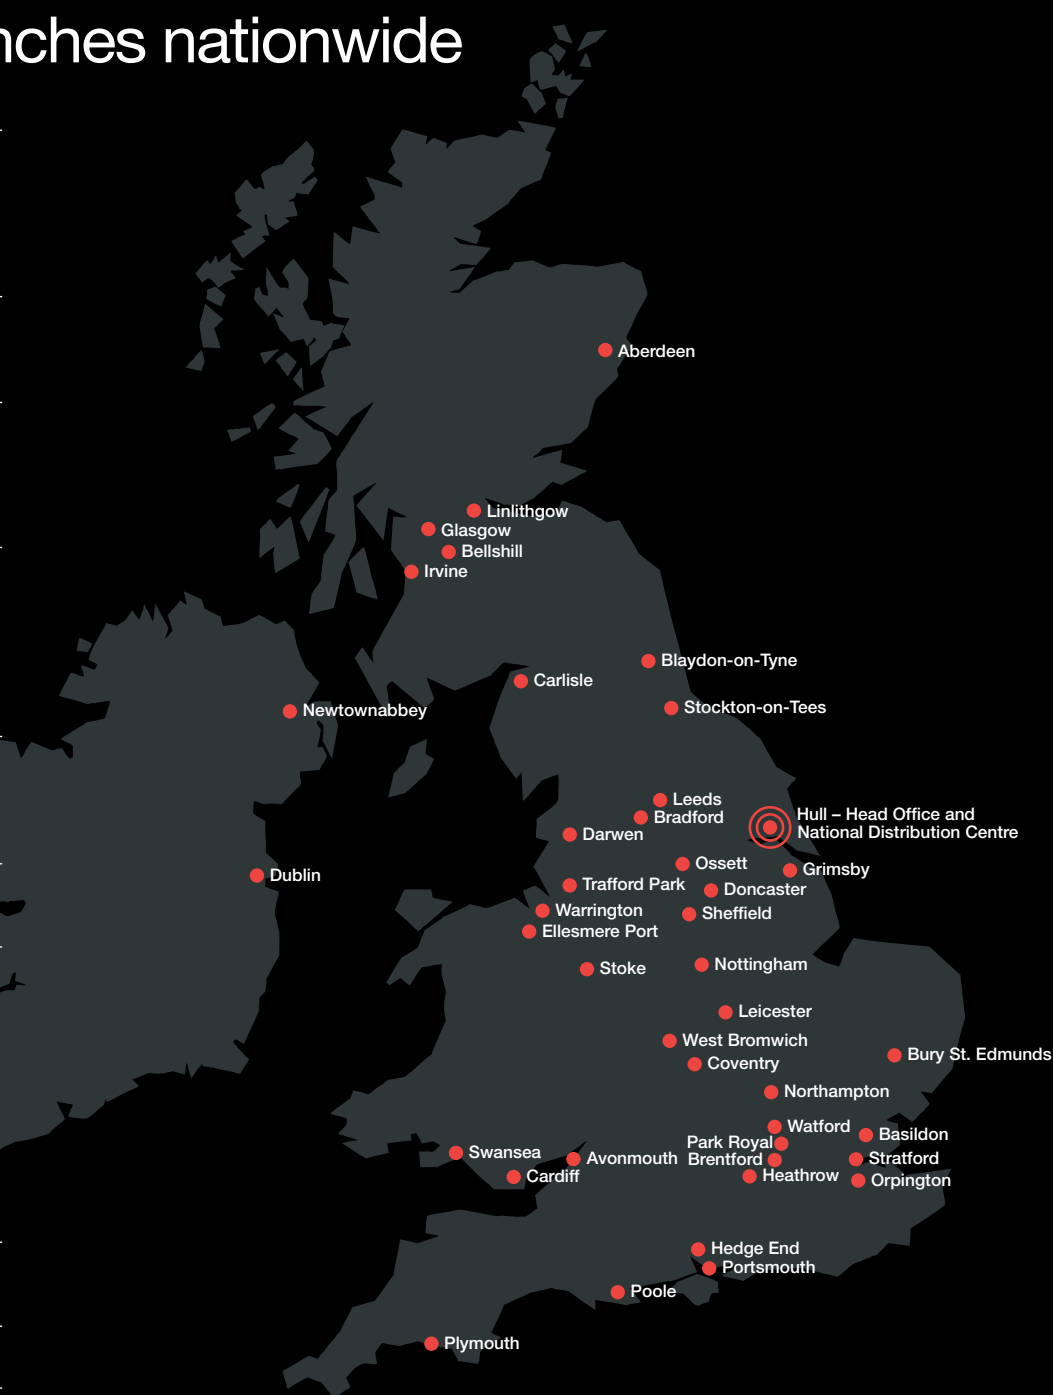 nches nationwide
Aberdeen
Linlithgow
Glasgow
Bellshill
Irvine
Blaydon-on-Tyne
Carlisle
Stockton-on-Tees
Newtownabbey
Leeds
Hull – Head Office and
National Distribution Centre
Bradford
Darwen
Ossett
Grimsby
Dublin
Trafford Park
Doncaster
Warrington
Sheffield
Ellesmere Port
Stoke
Nottingham
Leicester
West Bromwich
Bury St. Edmunds
Coventry
Northampton
Watford
Basildon
Park Royal
Swansea
Avonmouth
Brentford
Stratford
Cardiff
Heathrow
Orpington
Hedge End
Portsmouth
Poole
Plymouth